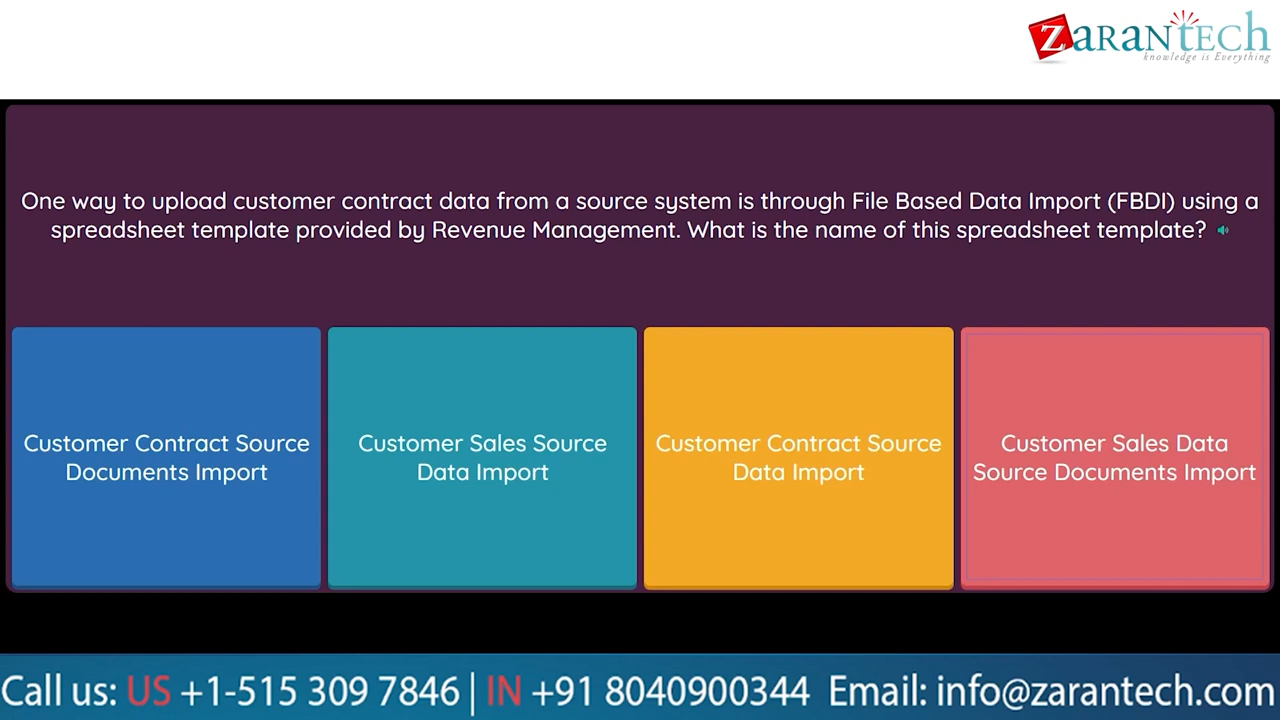 ZARANTECH
knowledge is Everything
One way to upload customer contract data from a source system is through File Based Data Import (FBDI) using a
spreadsheet template provided by Revenue Management. What is the name of this spreadsheet template?
Customer Contract Source
Documents Import
Customer Sales Source
Data Import
Customer Contract Source
Data Import
Customer Sales Data
Source Documents Import
Call us: US +1-515 309 7846 | IN +91 8040900344 Email: info@zarantech.com